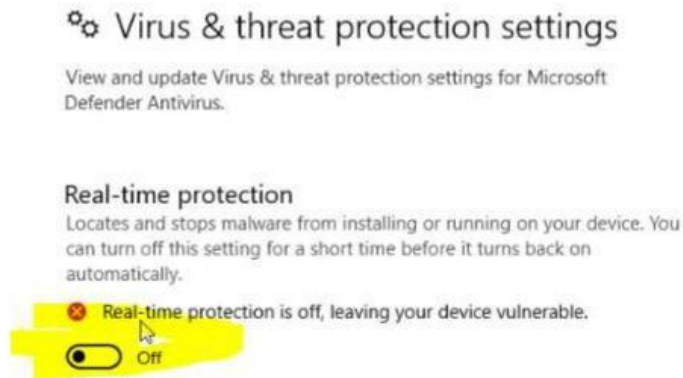 Virus & threat protection settings
View and update Virus & threat protection settings for Microsoft
Defender Antivirus.
Real-time protection
Locates and stops malware from installing or running on your device. You
can turn off this setting for a short time before it turns back on
automatically.
Real-time protection is off, leaving your device vulnerable.
Off